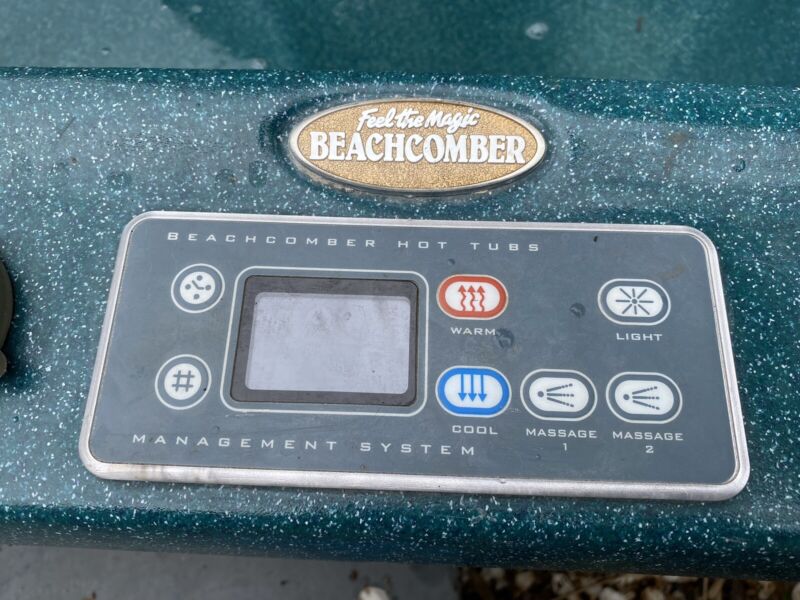 Feel the Magic
BEACHCOMBER
BEACHCOMBER HOT TUBS
WARM
LIGHT
#
COOL
MASSAGE
1
MASSAGE
2
MANAGEMENT SYSTEM